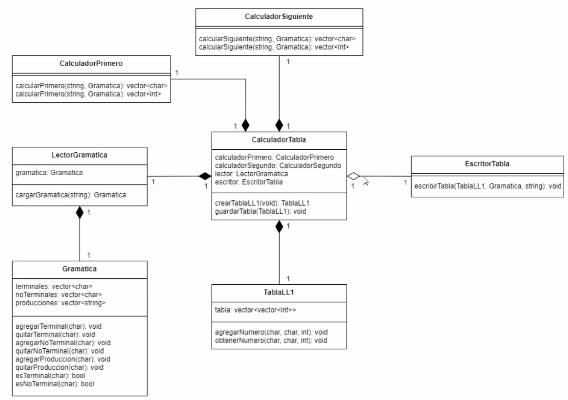 CalculadorSiguiente
calcularSiguiente(string, Gramatica): vector<char>
calcularSiguiente(string, Gramatica): vector<int>
CalculadorPrimero
calcularPrimero(string, Gramatica): vector<char>
calcularPrimero(string, Gramatica): vector<int>
1
1
1
1
CalculadorTabla
calculadorPrimero: CalculadorPrimero
calculadorSegundo: CalculadorSegundo
lector: LectorGramatica
escritor: EscritorTabla
crearTablaLL1(void): TablaLL1
guardarTabla(TablaLL1): void
LectorGramatica
gramatica: Gramatica
cargarGramatica(string): Gramatica
1
1
EscritorTabla
escribirTabla(TablaLL1, Gramatica, string): void
1
1
1
1
Gramatica
terminales: vector<char>
noTerminales: vector<char>
producciones: vector<string>
agregarTerminal(char): void
quitarTerminal(char): void
agregarNoTerminal(char): void
quitarNoTerminal(char): void
agregarProduccion(char): void
quitarProduccion(char): void
esTerminal(char): bool
esNoTerminal(char): bool
1
1
TablaLL1
tabla: vector<vector<int>>
agregarNumero(char, char, int): void
obtenerNumero(char, char, int): void